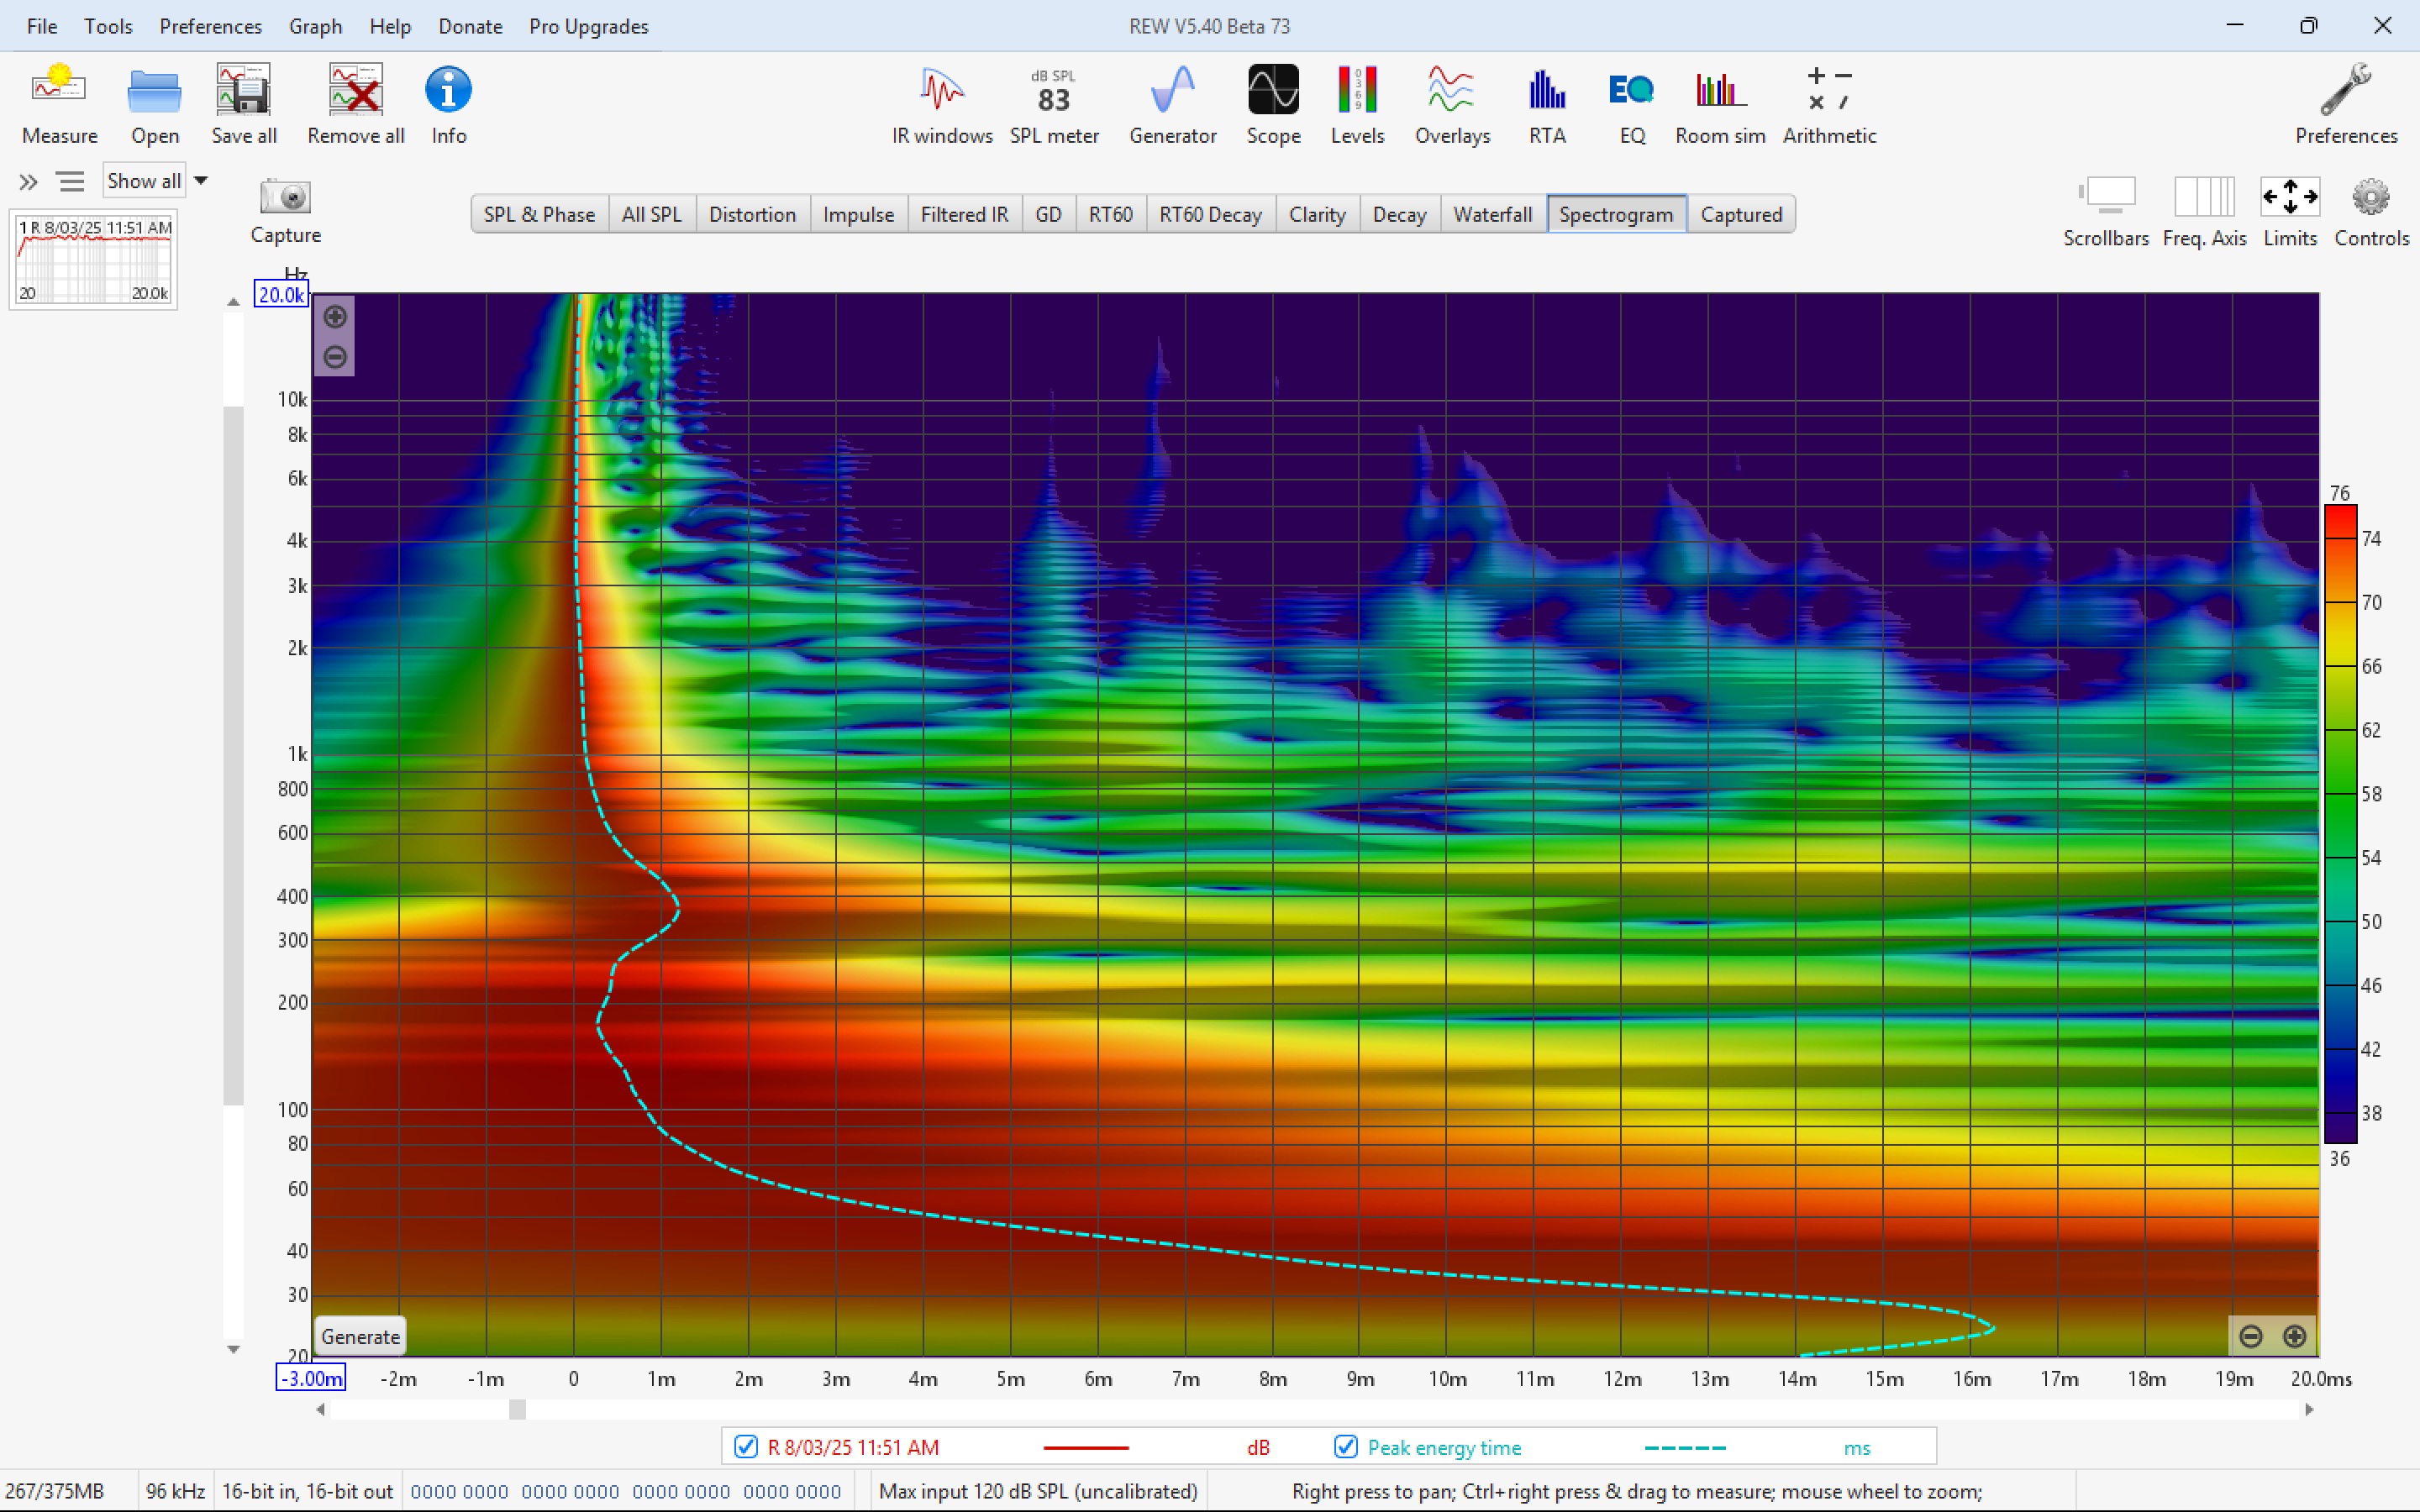 File Tools Preferences Graph Help Donate Pro Upgrades REW V5.40 Beta 73
dB SPL
83
0 3 6 9
EQ
Measure Open Save all Remove all Info IR windows SPL meter Generator Scope Levels Overlays RTA EQ Room sim Arithmetic Preferences
Show all
1 R 8/03/25 11:51 AM
20 20.0k
Capture
SPL & Phase All SPL Distortion Impulse Filtered IR GD RT60 RT60 Decay Clarity Decay Waterfall Spectrogram Captured
Scrollbars Freq. Axis Limits Controls
Hz
20.0k
10k
8k
6k
4k
3k
2k
1k
800
600
400
300
200
100
80
60
40
30
20
76
74
70
66
62
58
54
50
46
42
38
36
Generate
-3.00m -2m -1m 0 1m 2m 3m 4m 5m 6m 7m 8m 9m 10m 11m 12m 13m 14m 15m 16m 17m 18m 19m 20.0ms
R 8/03/25 11:51 AM dB Peak energy time ms
267/375MB 96 kHz 16-bit in, 16-bit out 0000 0000 0000 0000 0000 0000 0000 0000 Max input 120 dB SPL (uncalibrated) Right press to pan; Ctrl+right press & drag to measure; mouse wheel to zoom;